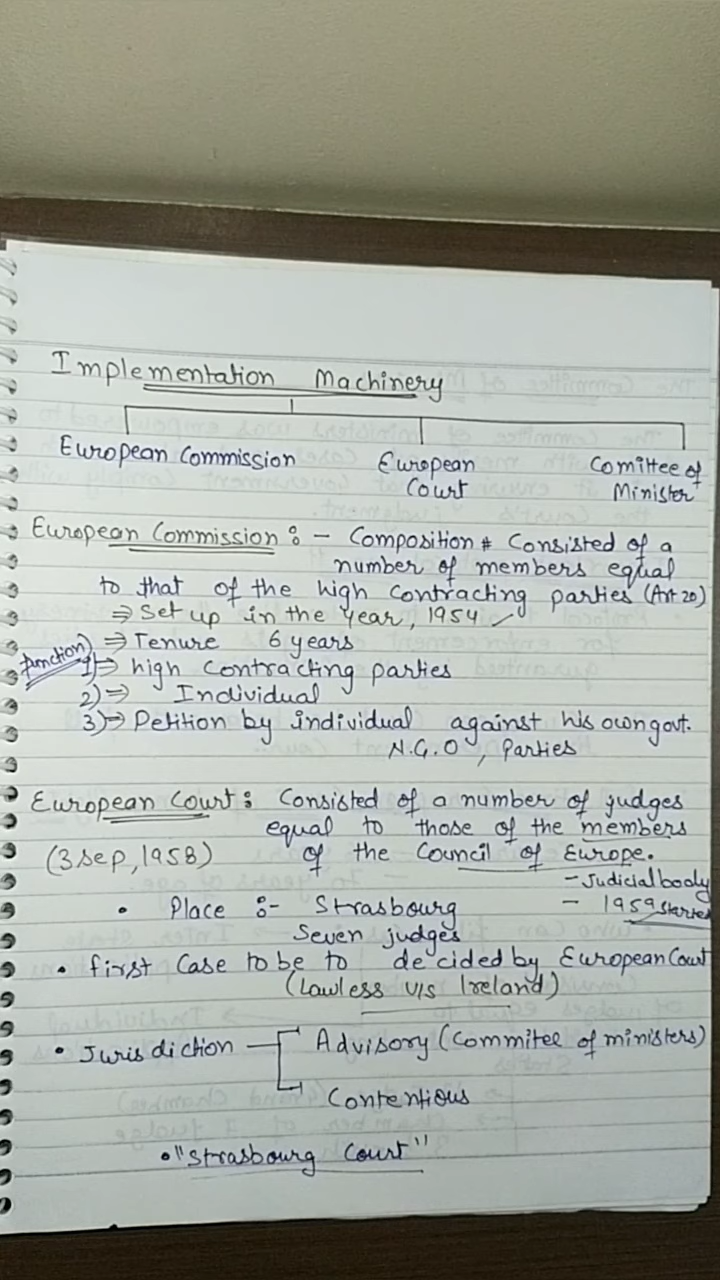 Implementation Machinery
European Commission European Court Comittee of Minister
European Commission :- Composition # Consisted of a
number of members equal
to that of the high contracting parties (Art 20)
⇒ Set up in the year, 1954 ✓
⇒ Tenure 6 years
function) 1) ⇒ high contracting parties
2) ⇒ Individual
3) ⇒ Petition by individual against his own govt.
N.G.O, Parties
European Court : Consisted of a number of judges
equal to those of the members
(3 Sep, 1958) of the Council of Europe.
- Judicial body
• Place :- Strasbourg - 1959 started
Seven judges
• first Case to be to decided by European Court
(Lawless v/s Ireland)
• Jurisdiction Advisory (Commitee of ministers)
Contentious
• "Strasbourg Court"